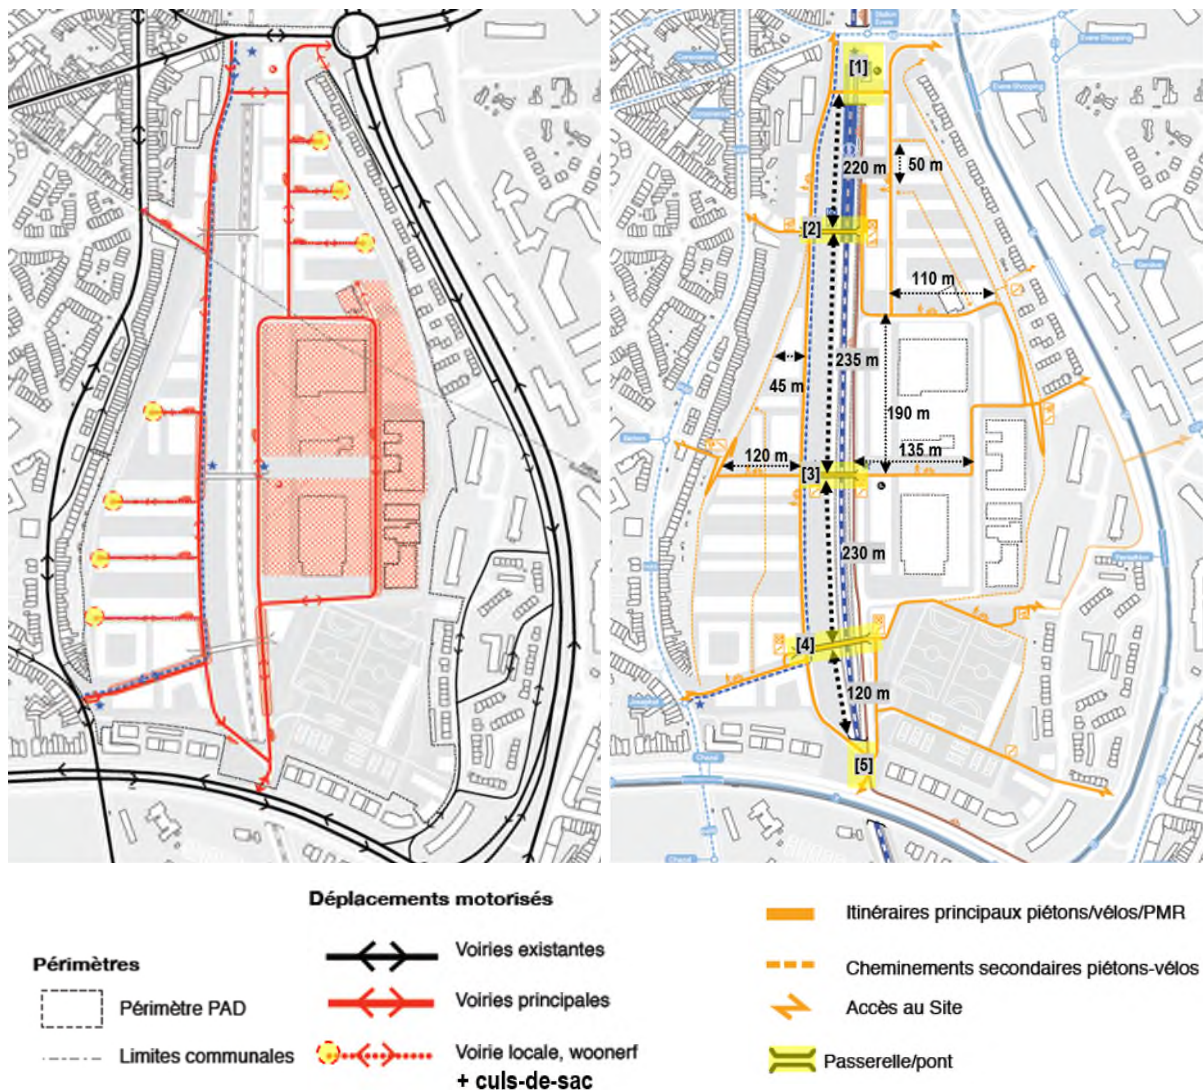 [1]
220 m
50 m
[2]
110 m
235 m
45 m
190 m
120 m
135 m
[3]
230 m
[4]
120 m
[5]
Déplacements motorisés
Périmètres
Périmètre PAD
Limites communales
Voiries existantes
Voiries principales
Voirie locale, woonerf
+ culs-de-sac
Itinéraires principaux piétons/vélos/PMR
Cheminements secondaires piétons-vélos
Accès au Site
Passerelle/pont